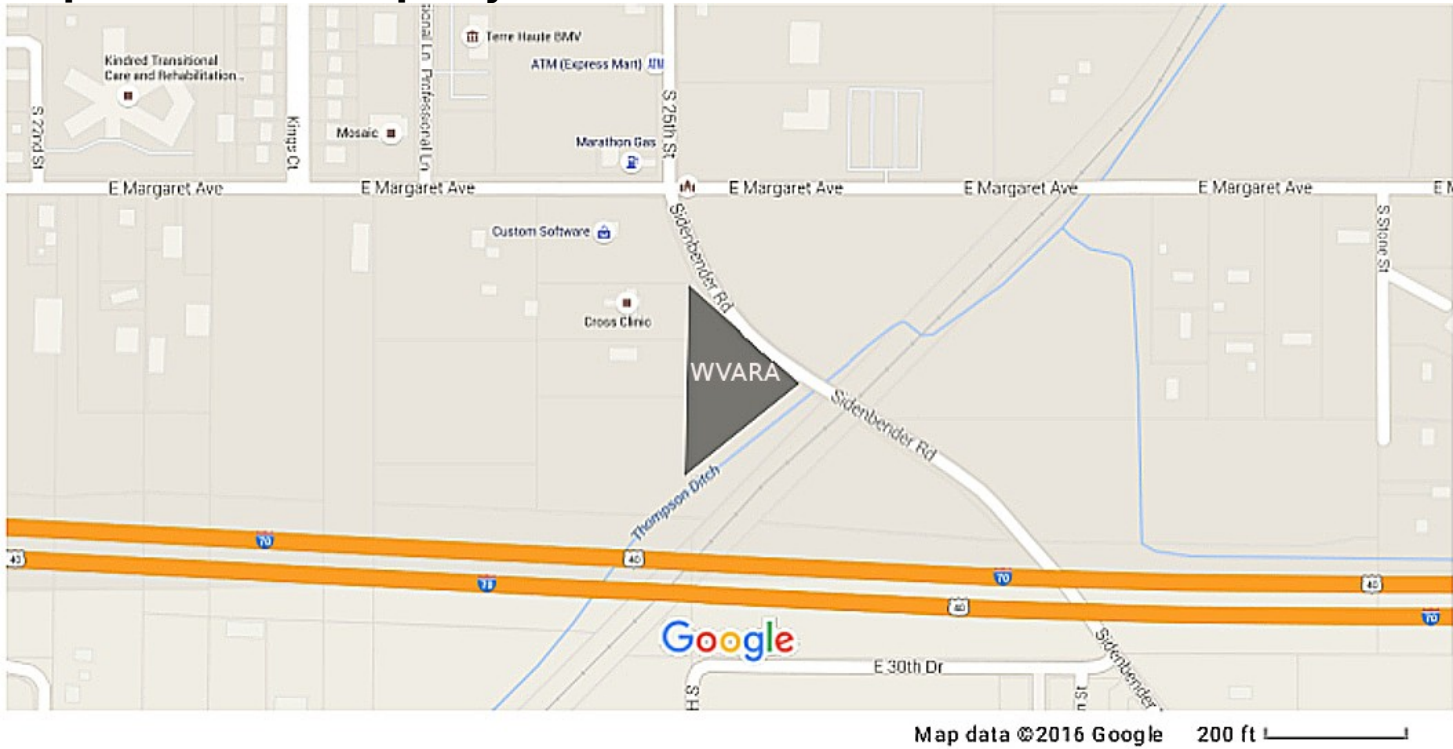 Terre Haute BMV
Kindred Transitional
Care and Rehabilitation...
ATM (Express Mart)
ATM
S 22nd St
Kings Ct
Professional Ln
S 25th St
Mosaic
Marathon Gas
E Margaret Ave
E Margaret Ave
E Margaret Ave
E Margaret Ave
E Margaret Ave
Custom Software
Sidenbender Rd
S Stone St
Cross Clinic
WVARA
Sidenbender Rd
Thompson Ditch
70
40
70
40
40
70
70
40
70
Google
E 30th Dr
S H
Sidenbender
Map data ©2016 Google 200 ft